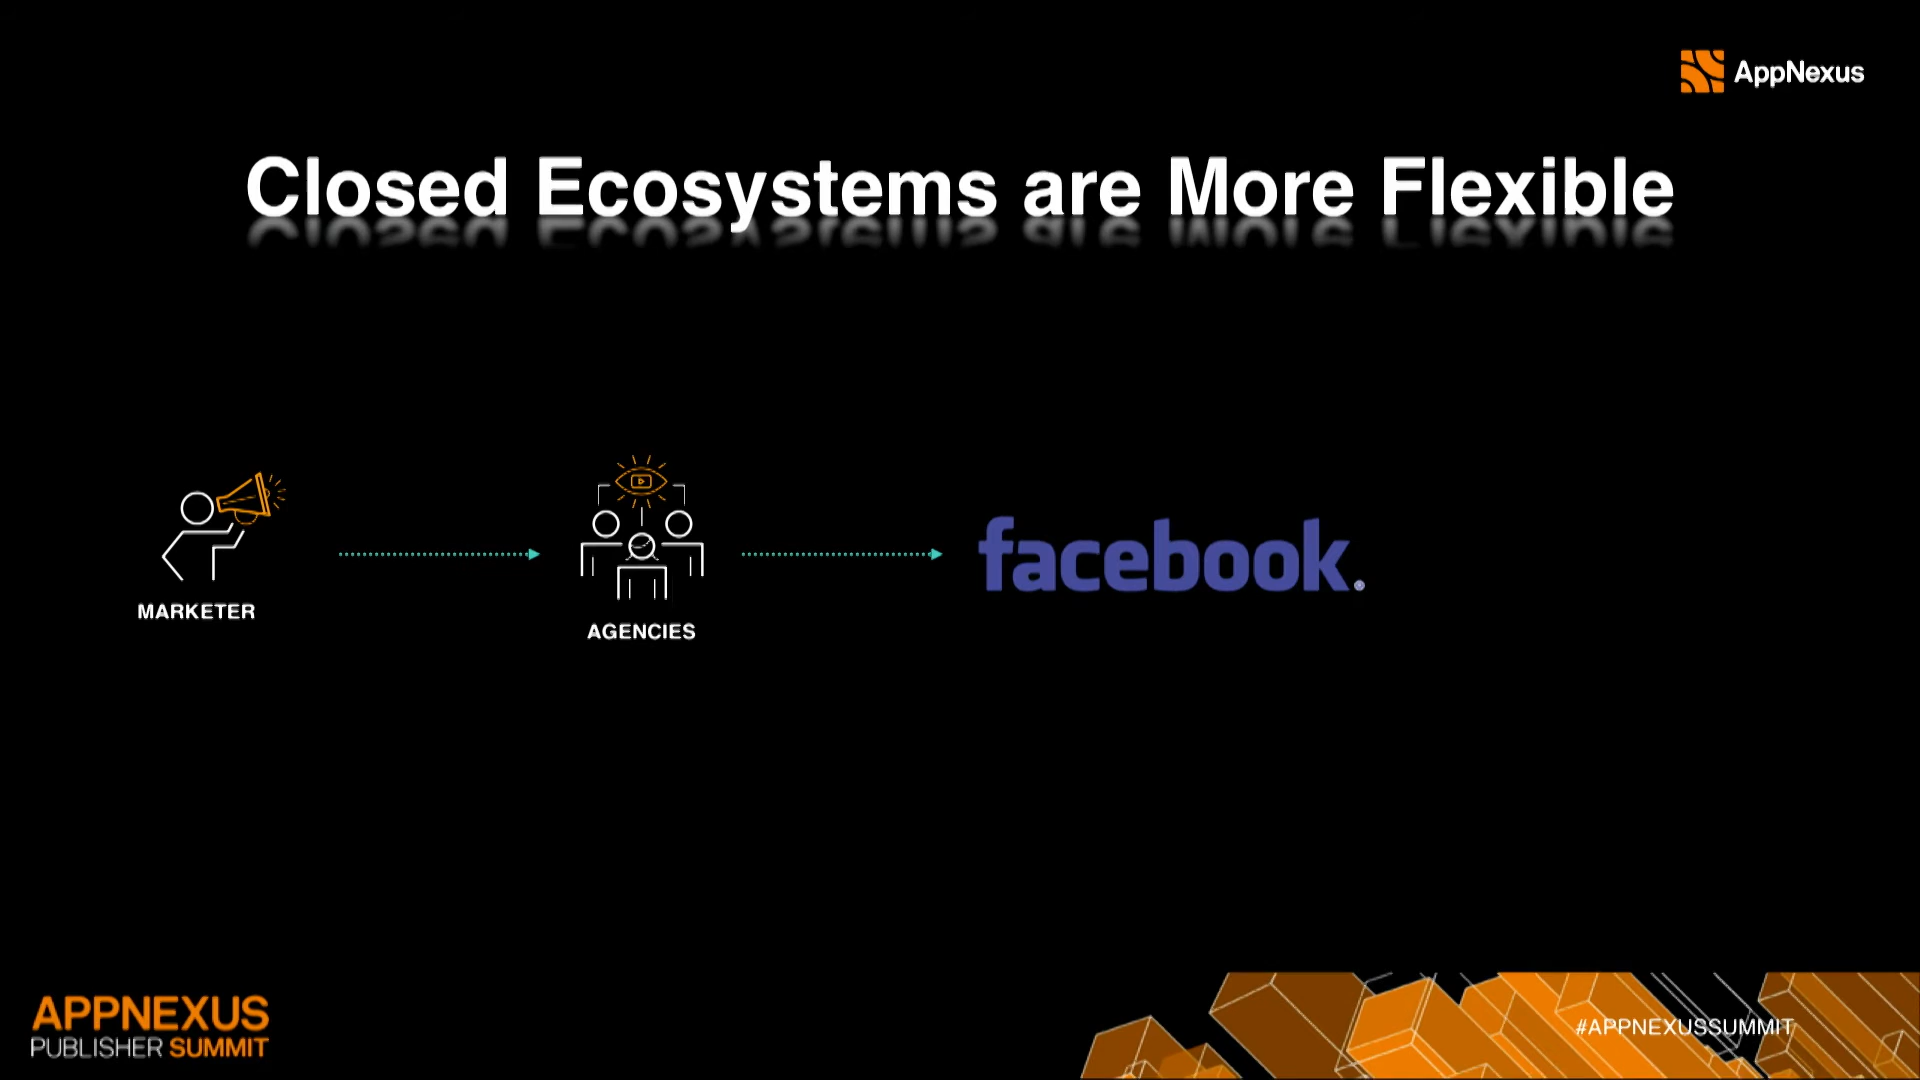 AppNexus
Closed Ecosystems are More Flexible
MARKETER
AGENCIES
facebook.
APPNEXUS
PUBLISHER SUMMIT
#APPNEXUSSUMMIT